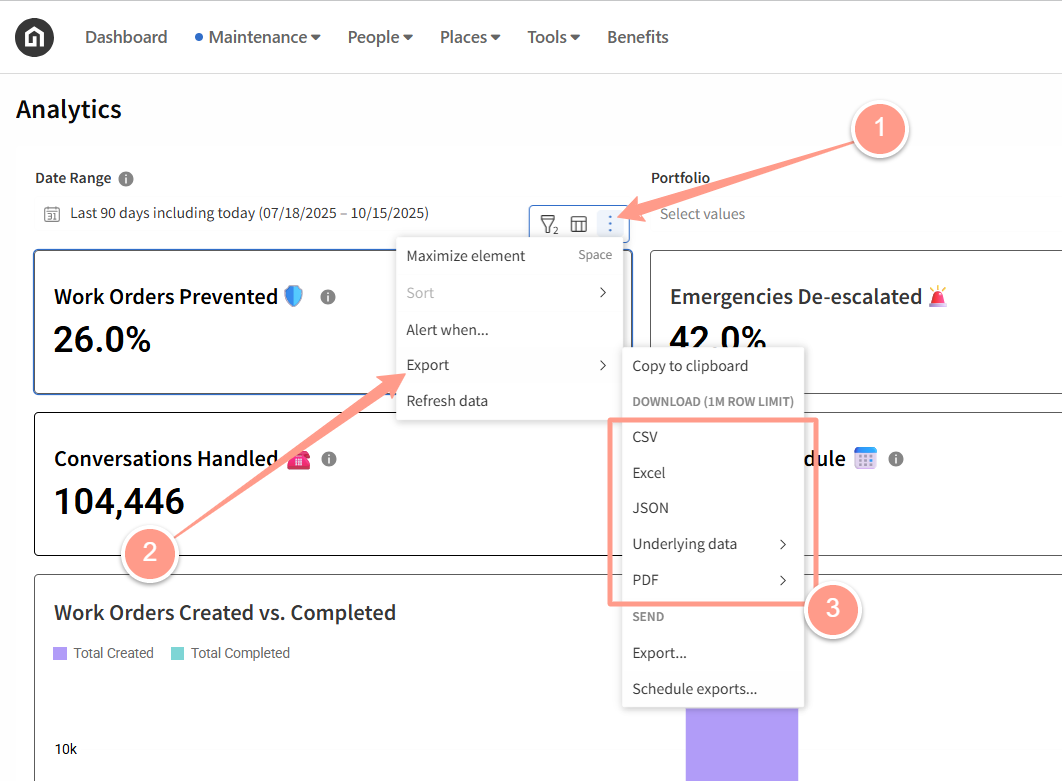 Dashboard
Maintenance
People
Places
Tools
Benefits
Analytics
1
Date Range
Portfolio
31
Last 90 days including today (07/18/2025 – 10/15/2025)
2
Select values
Maximize element Space
Work Orders Prevented
Sort
Emergencies De-escalated
26.0%
Alert when...
42.0%
Export
Copy to clipboard
Refresh data
DOWNLOAD (1M ROW LIMIT)
CSV
Conversations Handled
dule
Excel
104,446
JSON
2
Underlying data
PDF
3
Work Orders Created vs. Completed
SEND
Total Created
Total Completed
Export...
Schedule exports...
10k